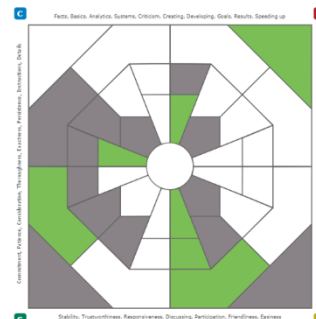 C
Facts, Basics, Analytics, Systems, Criticism, Creating, Developing, Goals, Results, Speeding up
Commitment, Patience, Consideration, Thoroughness, Exactness, Persistence, Instructions, Details
Stability, Trustworthiness, Responsiveness, Discussing, Participation, Friendliness, Easiness